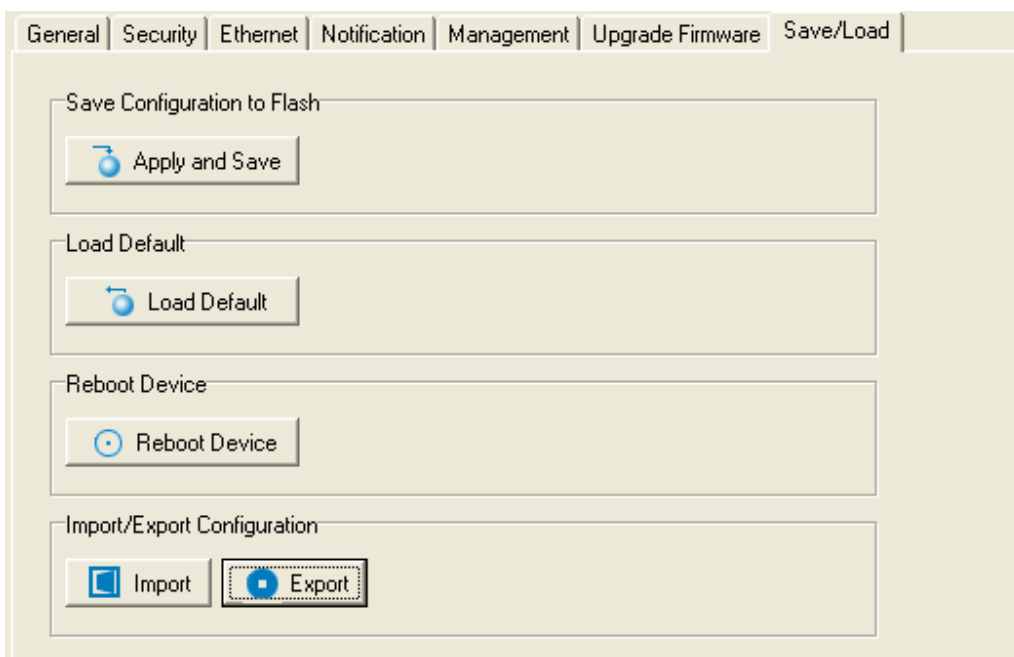 General Security Ethernet Notification Management Upgrade Firmware Save/Load
Save Configuration to Flash
Apply and Save
Load Default
Load Default
Reboot Device
Reboot Device
Import/Export Configuration
Import Export